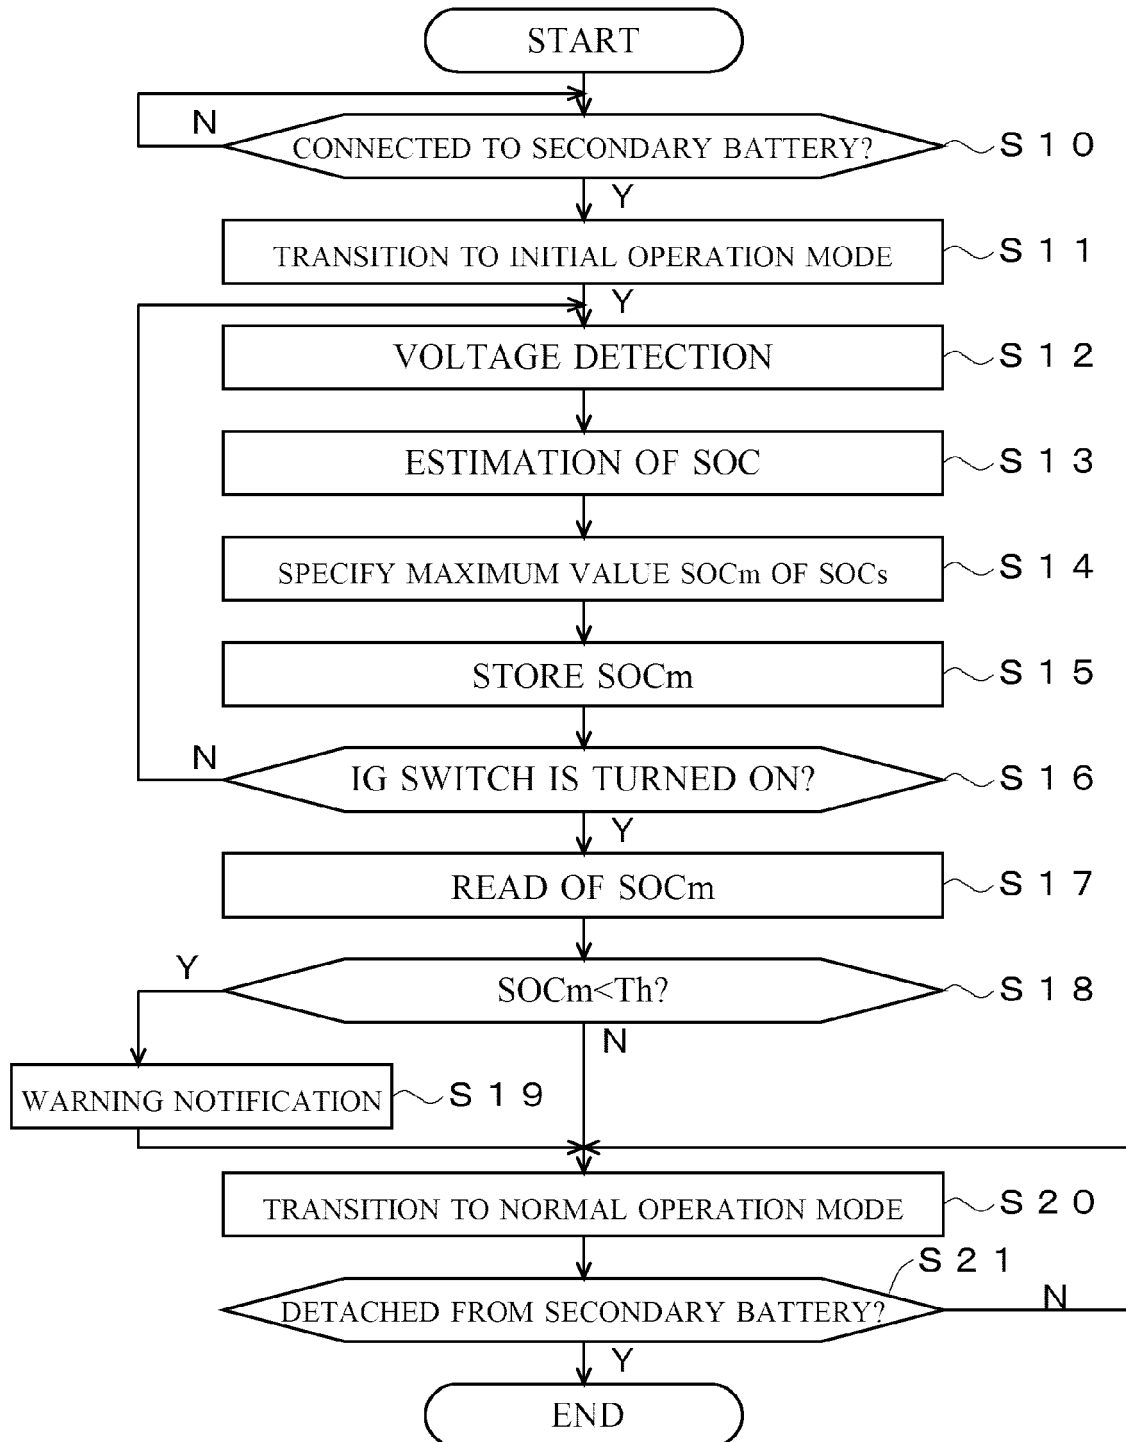 START
N
CONNECTED TO SECONDARY BATTERY?
S10
Y
TRANSITION TO INITIAL OPERATION MODE
S11
Y
VOLTAGE DETECTION
S12
ESTIMATION OF SOC
S13
SPECIFY MAXIMUM VALUE SOCm OF SOCs
S14
STORE SOCm
S15
N
IG SWITCH IS TURNED ON?
S16
Y
READ OF SOCm
S17
Y
SOCm<Th?
S18
N
WARNING NOTIFICATION
S19
TRANSITION TO NORMAL OPERATION MODE
S20
S21
DETACHED FROM SECONDARY BATTERY?
N
Y
END